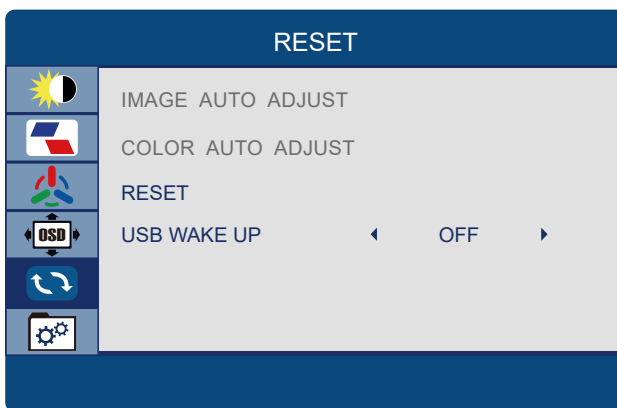 RESET
IMAGE AUTO ADJUST
COLOR AUTO ADJUST
RESET
OSD
USB WAKE UP OFF